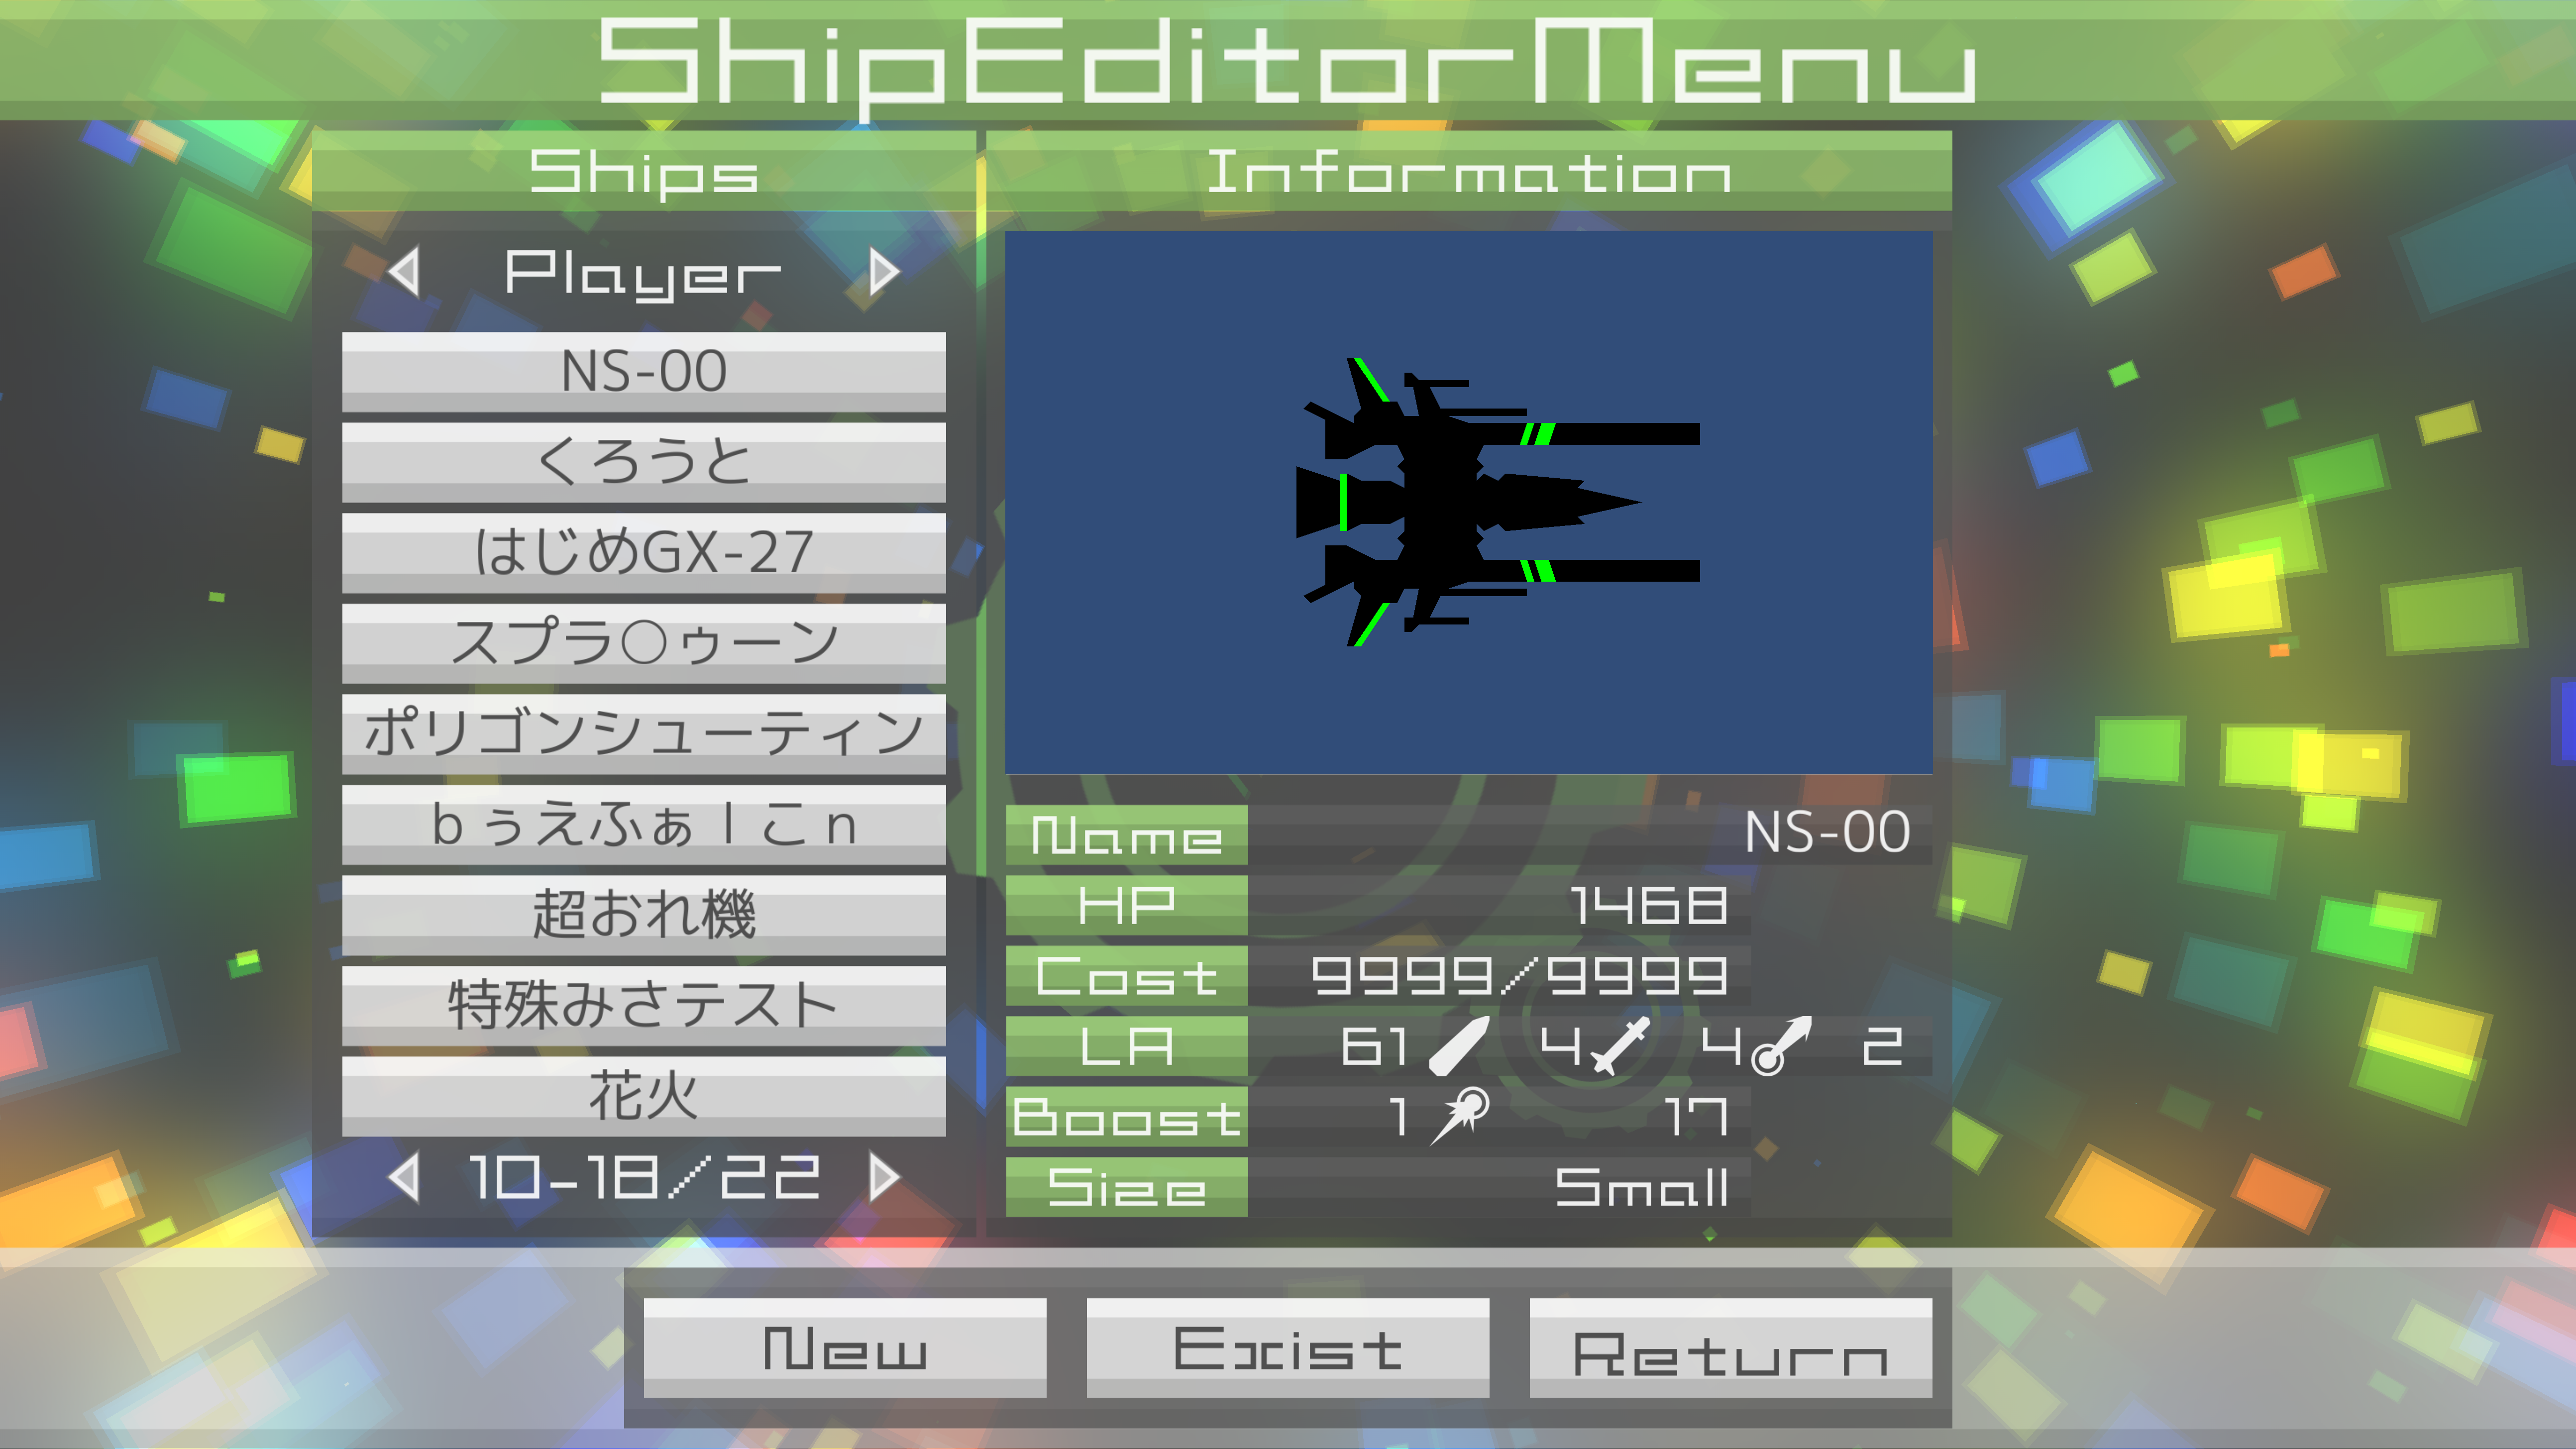 ShipEditorMenu
Ships
Player
NS-00
くろうと
はじめGX-27
スプラ○ゥーン
ポリゴンシューティン
ｂぅえふぁｌこｎ
超おれ機
特殊みさテスト
花火
10-18/22
Information
Name NS-00
HP 1468
Cost 9999/9999
LA 61 4 4 2
Boost 1 17
Size Small
New
Exist
Return